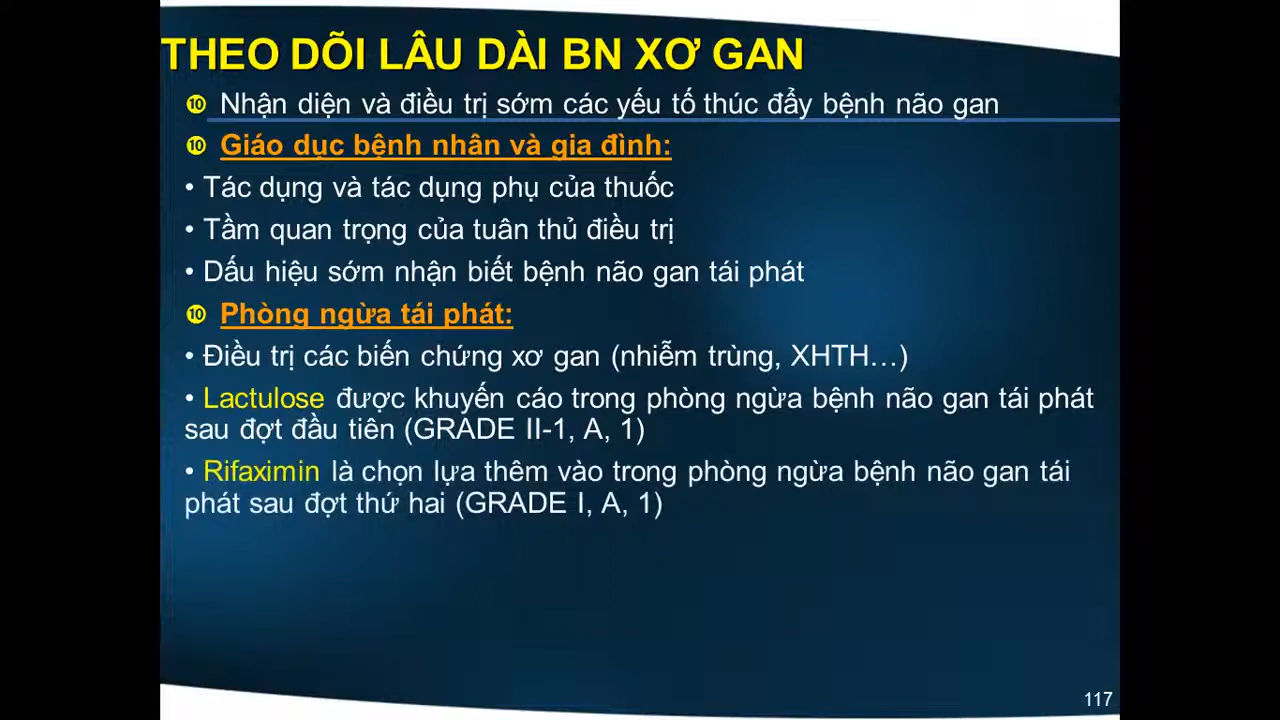 THEO DÕI LÂU DÀI BN XƠ GAN
❿ Nhận diện và điều trị sớm các yếu tố thúc đẩy bệnh não gan
❿ Giáo dục bệnh nhân và gia đình:
• Tác dụng và tác dụng phụ của thuốc
• Tầm quan trọng của tuân thủ điều trị
• Dấu hiệu sớm nhận biết bệnh não gan tái phát
❿ Phòng ngừa tái phát:
• Điều trị các biến chứng xơ gan (nhiễm trùng, XHTH…)
• Lactulose được khuyến cáo trong phòng ngừa bệnh não gan tái phát
sau đợt đầu tiên (GRADE II-1, A, 1)
• Rifaximin là chọn lựa thêm vào trong phòng ngừa bệnh não gan tái
phát sau đợt thứ hai (GRADE I, A, 1)
117